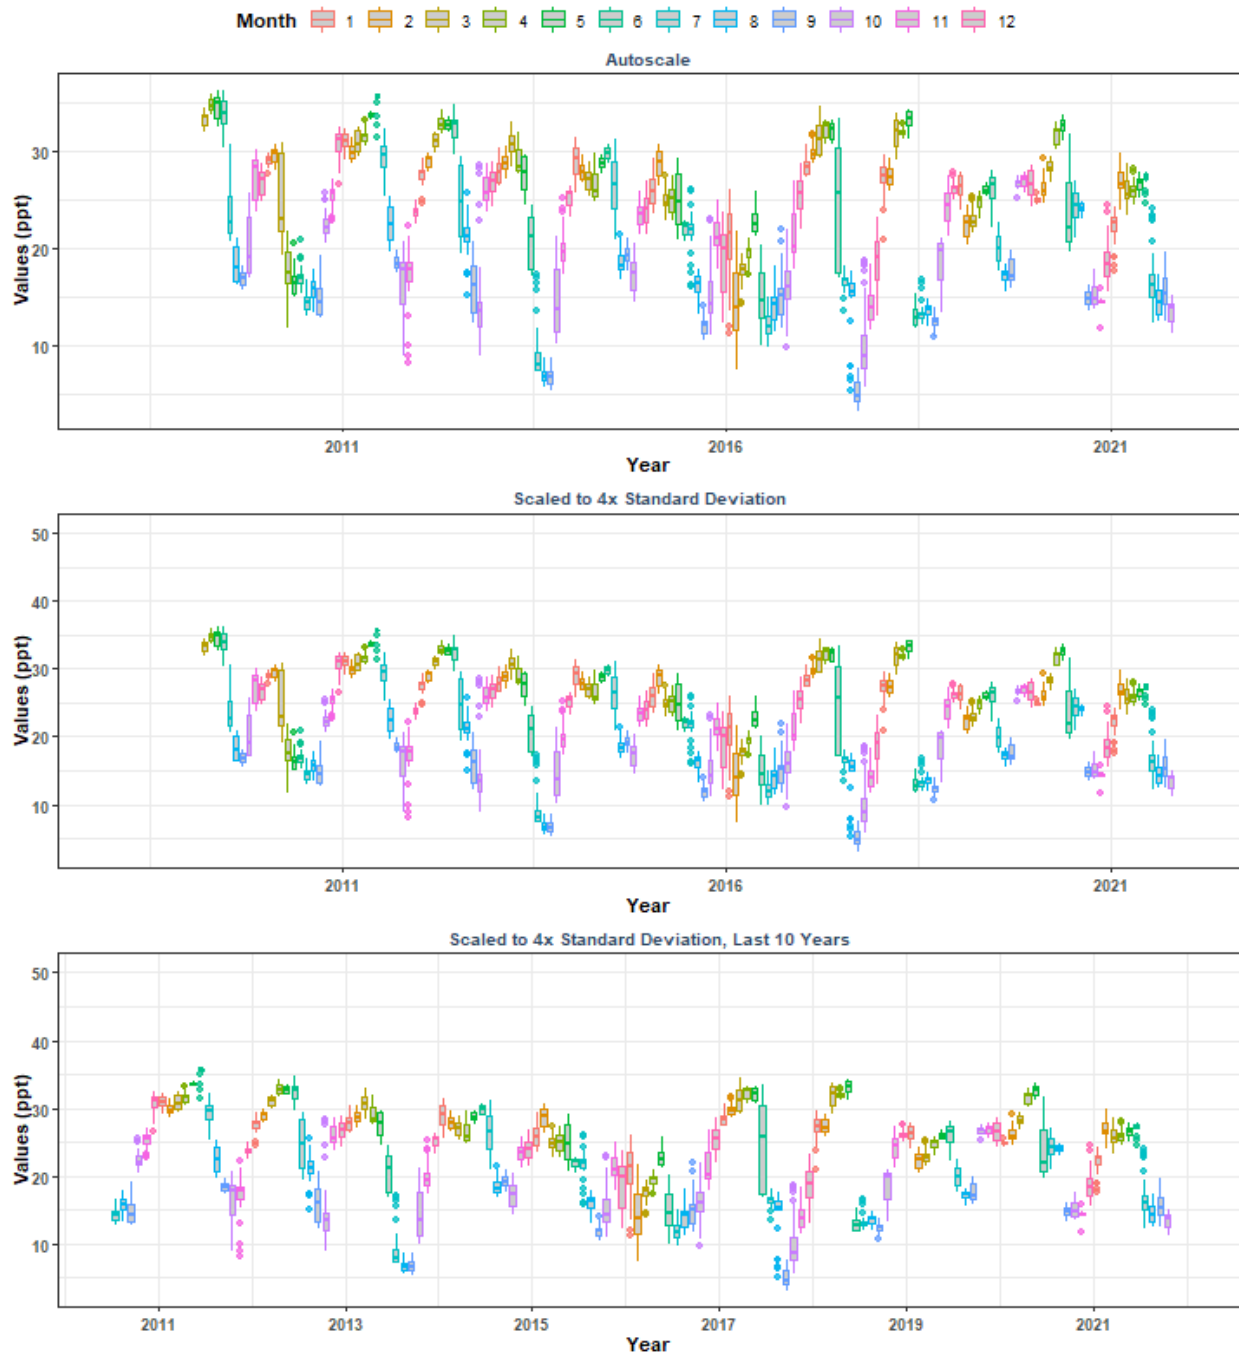 Month 1 2 3 4 5 6 7 8 9 10 11 12
Autoscale
30
20
10
Values (ppt)
2011 2016 2021
Year
Scaled to 4x Standard Deviation
50
40
30
20
10
Values (ppt)
2011 2016 2021
Year
Scaled to 4x Standard Deviation, Last 10 Years
50
40
30
20
10
Values (ppt)
2011 2013 2015 2017 2019 2021
Year